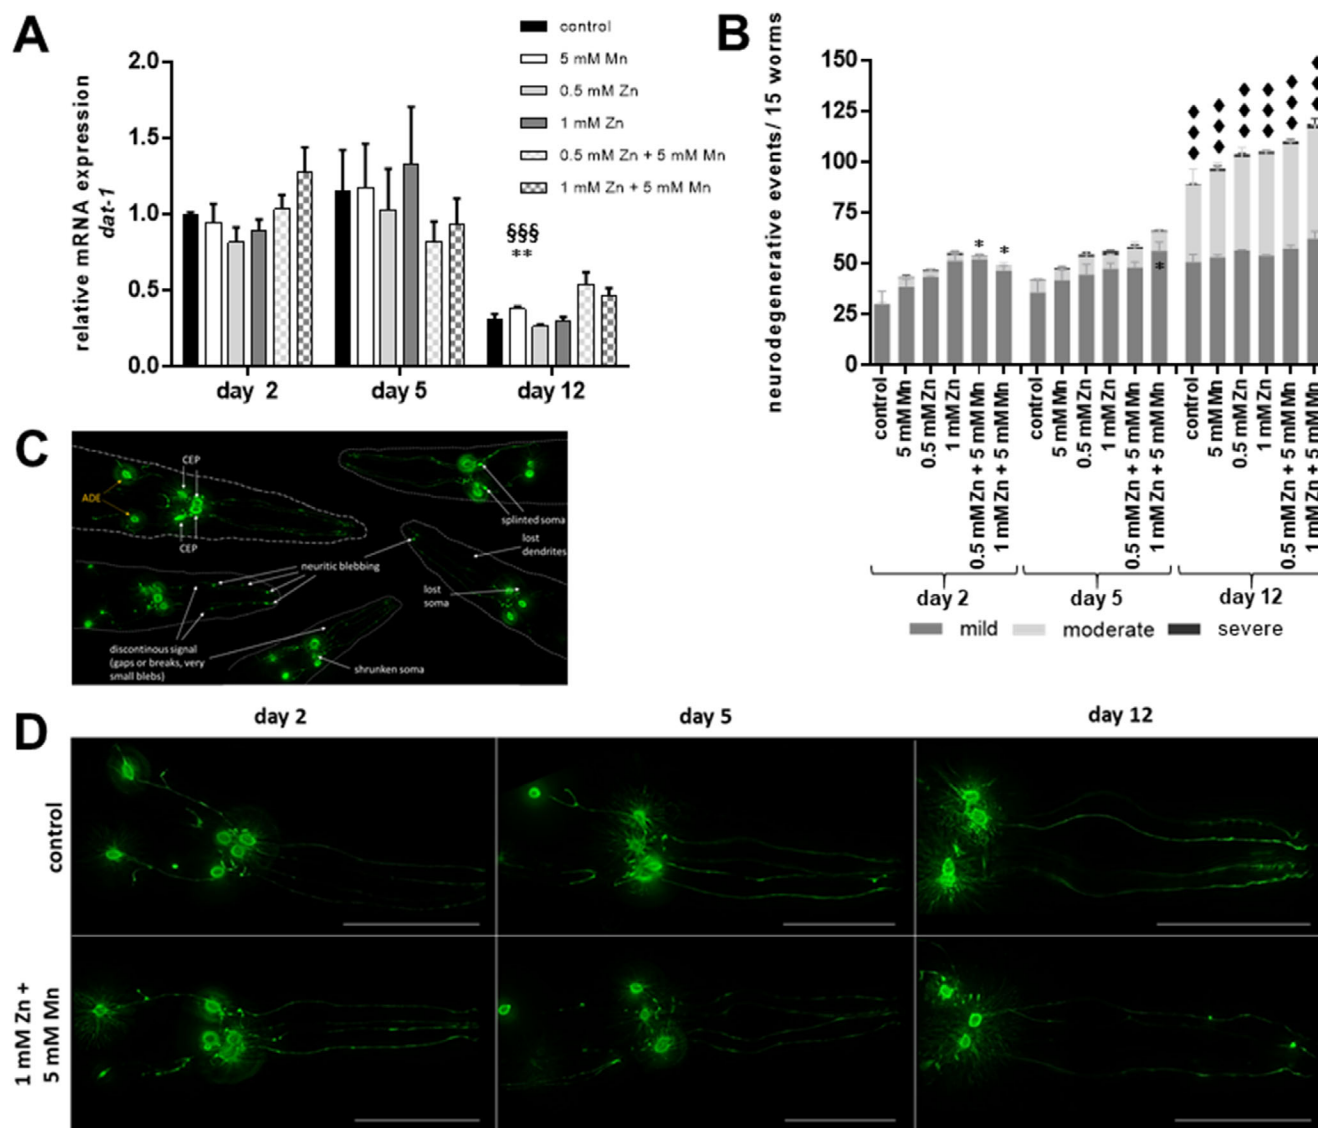 A
relative mRNA expression
dat-1
2.0
1.5
1.0
0.5
0.0
§§§
**
day 2
day 5
day 12
control
5 mM Mn
0.5 mM Zn
1 mM Zn
0.5 mM Zn + 5 mM Mn
1 mM Zn + 5 mM Mn
B
neurodegenerative events/ 15 worms
150
125
100
75
50
25
0
*
*
*
control
5 mM Mn
0.5 mM Zn
1 mM Zn
0.5 mM Zn + 5 mM Mn
1 mM Zn + 5 mM Mn
control
5 mM Mn
0.5 mM Zn
1 mM Zn
0.5 mM Zn + 5 mM Mn
1 mM Zn + 5 mM Mn
control
5 mM Mn
0.5 mM Zn
1 mM Zn
0.5 mM Zn + 5 mM Mn
1 mM Zn + 5 mM Mn
day 2
day 5
day 12
mild
moderate
severe
C
CEP
ADE
CEP
splinted soma
lost
dendrites
neuritic blebbing
lost
soma
discontinous signal
(gaps or breaks, very
small blebs)
shrunken soma
D
day 2
day 5
day 12
control
1 mM Zn +
5 mM Mn